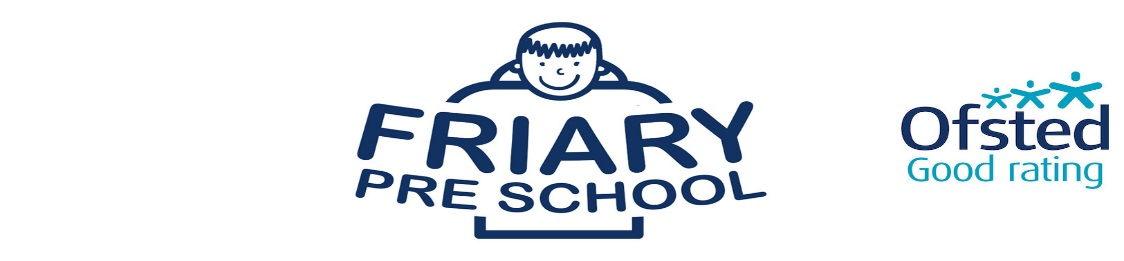 FRIARY
PRE SCHOOL
Ofsted
Good rating